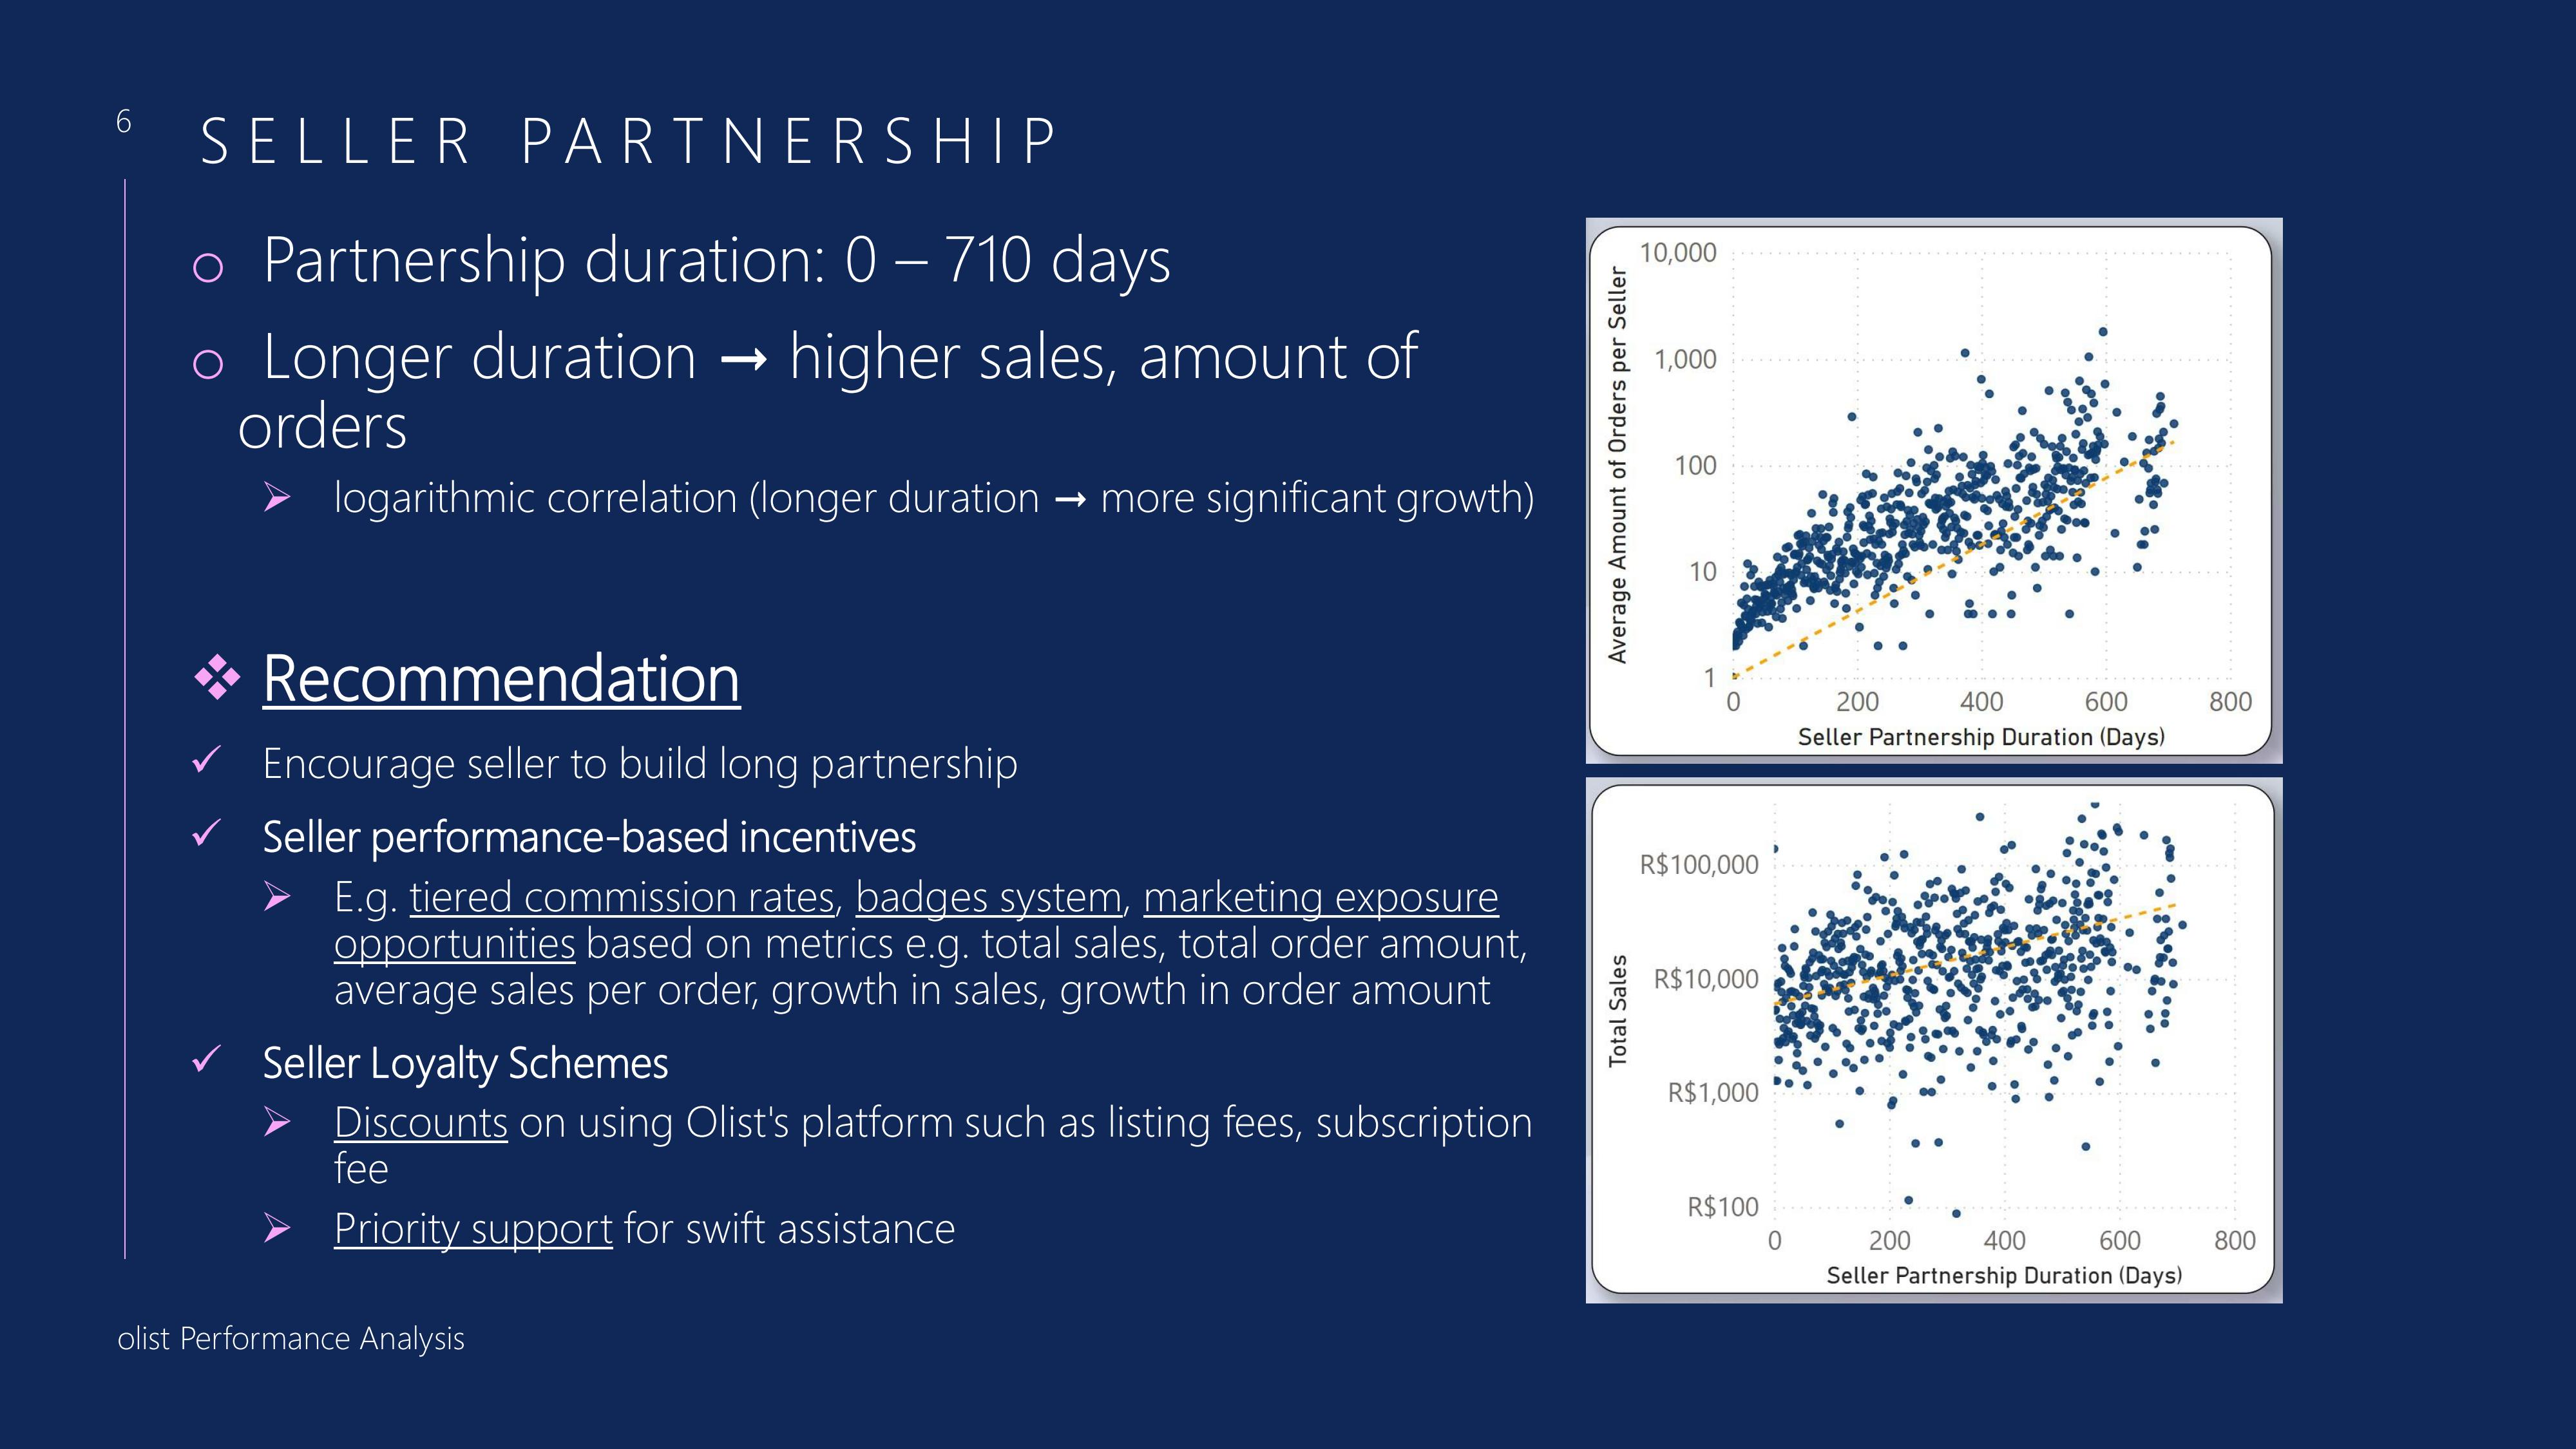 6
SELLER PARTNERSHIP
o Partnership duration: 0 – 710 days
o Longer duration → higher sales, amount of
orders
➢ logarithmic correlation (longer duration → more significant growth)
❖ Recommendation
✓ Encourage seller to build long partnership
✓ Seller performance-based incentives
➢ E.g. tiered commission rates, badges system, marketing exposure
opportunities based on metrics e.g. total sales, total order amount,
average sales per order, growth in sales, growth in order amount
✓ Seller Loyalty Schemes
➢ Discounts on using Olist's platform such as listing fees, subscription
fee
➢ Priority support for swift assistance
olist Performance Analysis
Average Amount of Orders per Seller
10,000
1,000
100
10
1
0 200 400 600 800
Seller Partnership Duration (Days)
Total Sales
R$100,000
R$10,000
R$1,000
R$100
0 200 400 600 800
Seller Partnership Duration (Days)